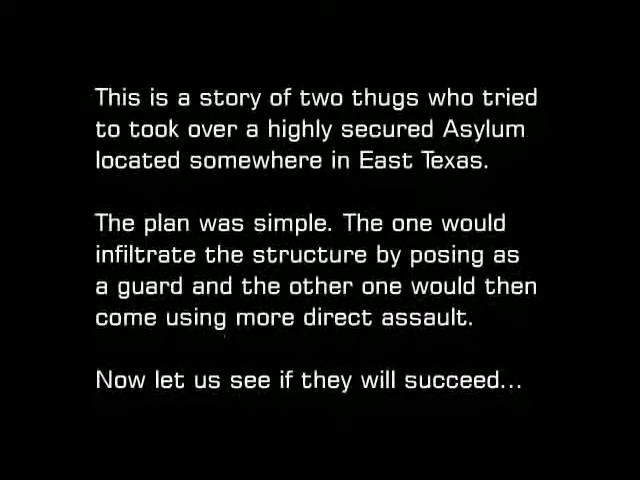 This is a story of two thugs who tried
to took over a highly secured Asylum
located somewhere in East Texas.
The plan was simple. The one would
infiltrate the structure by posing as
a guard and the other one would then
come using more direct assault.
Now let us see if they will succeed...